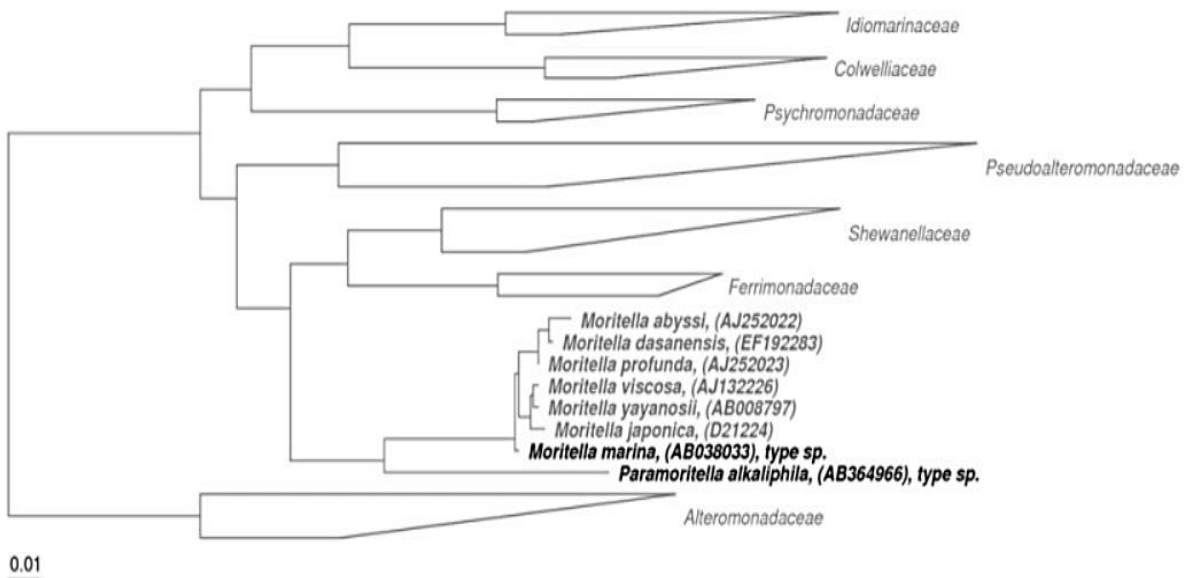 Idiomarinaceae
Colwelliaceae
Psychromonadaceae
Pseudoalteromonadaceae
Shewanellaceae
Ferrimonadaceae
Moritella abyssi, (AJ252022)
Moritella dasanensis, (EF192283)
Moritella profunda, (AJ252023)
Moritella viscosa, (AJ132226)
Moritella yayanosii, (AB008797)
Moritella japonica, (D21224)
Moritella marina, (AB038033), type sp.
Paramoritella alkaliphila, (AB364966), type sp.
Alteromonadaceae
0.01